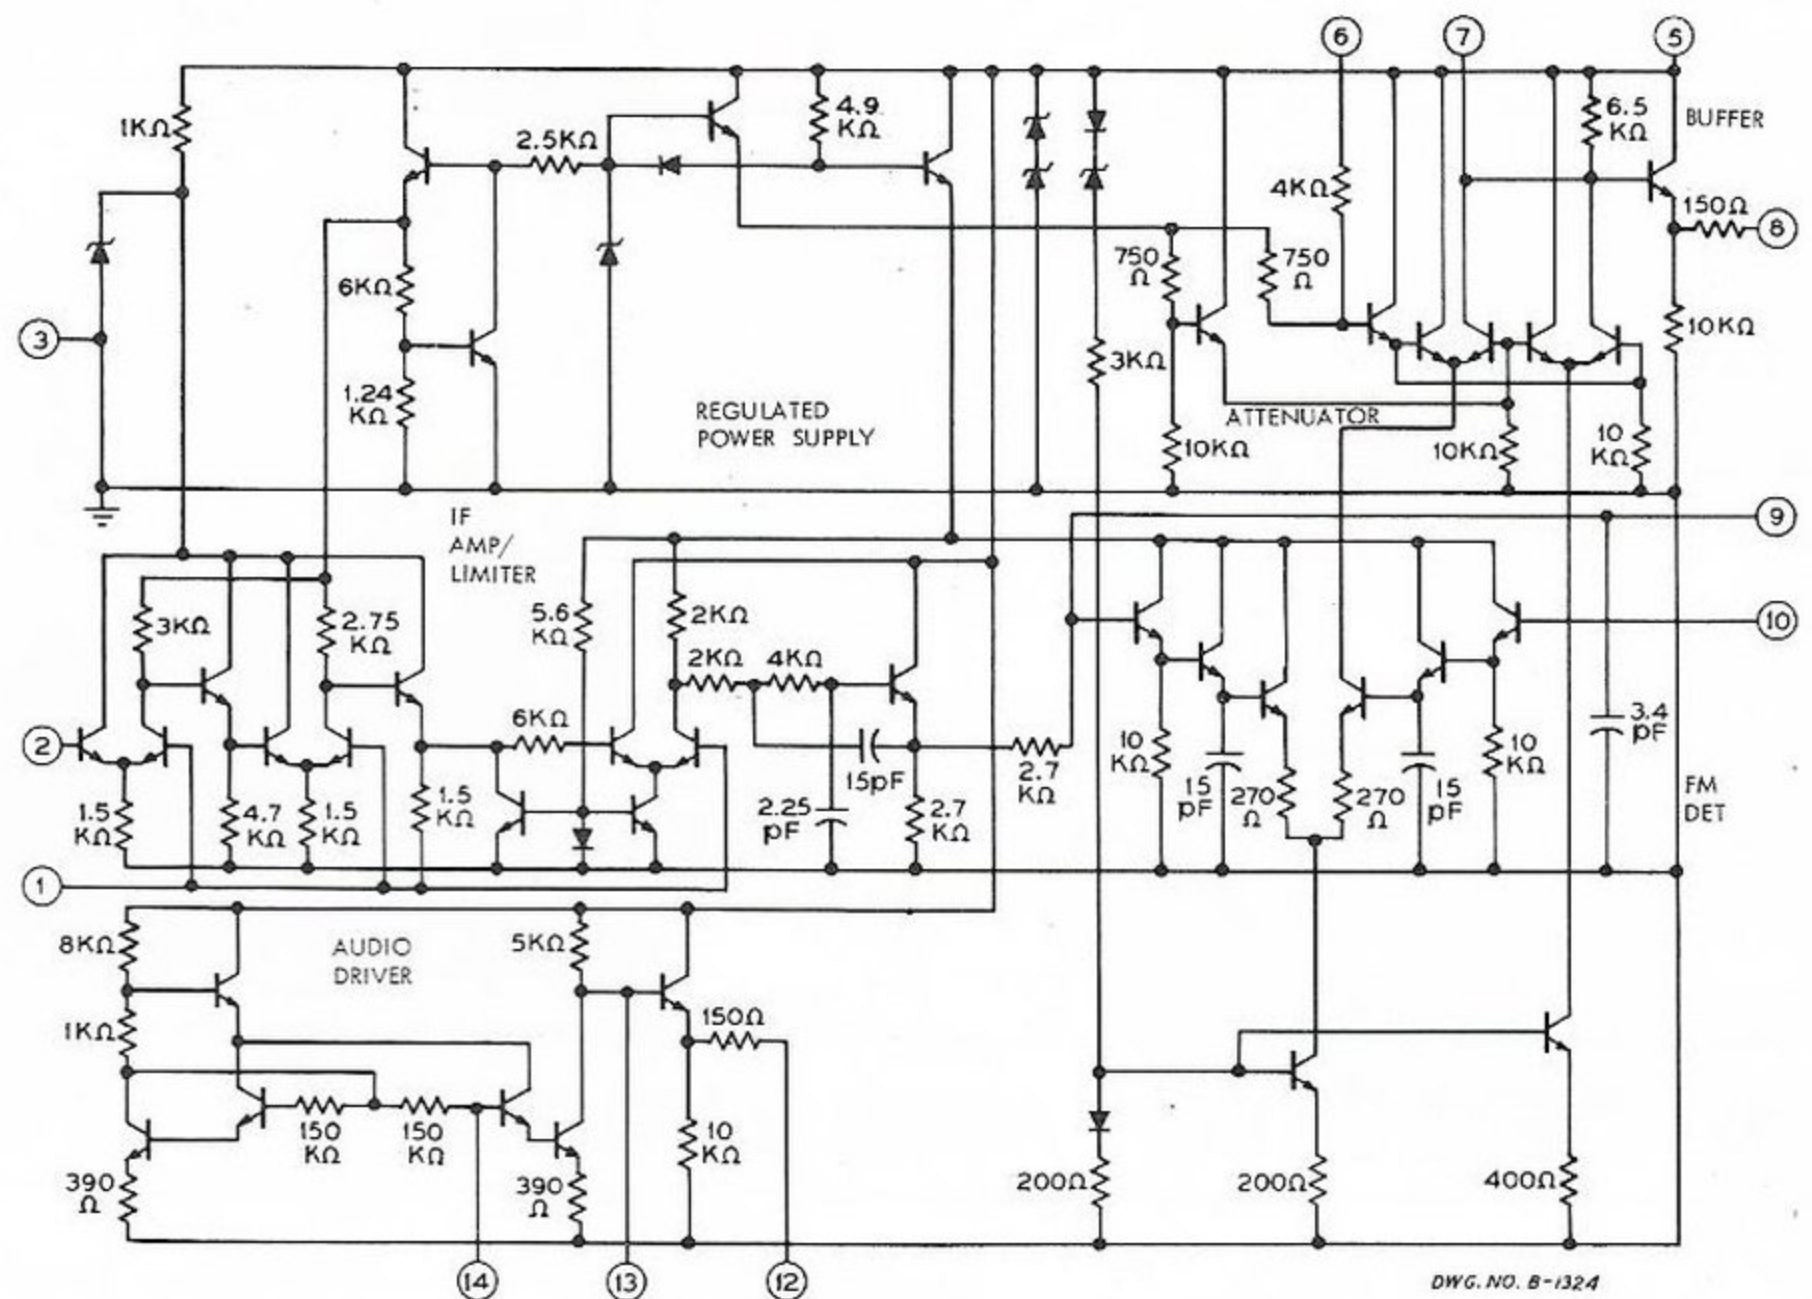 6
7
5
1KΩ
2.5KΩ
4.9
KΩ
6.5
KΩ
BUFFER
4KΩ
150Ω
8
750
Ω
750
Ω
6KΩ
3
10KΩ
3KΩ
1.24
KΩ
REGULATED
POWER SUPPLY
ATTENUATOR
10KΩ
10KΩ
10
KΩ
IF
AMP/
LIMITER
9
3KΩ
2.75
KΩ
5.6
KΩ
2KΩ
10
2KΩ
4KΩ
6KΩ
2
3.4
pF
10
KΩ
10
KΩ
15pF
2.7
KΩ
15
pF
270
Ω
270
Ω
15
pF
FM
DET
1.5
KΩ
4.7
KΩ
1.5
KΩ
1.5
KΩ
2.25
pF
2.7
KΩ
1
8KΩ
AUDIO
DRIVER
5KΩ
1KΩ
150Ω
150
KΩ
150
KΩ
10
KΩ
390
Ω
390
Ω
200Ω
200Ω
400Ω
14
13
12
DWG. NO. B-1324